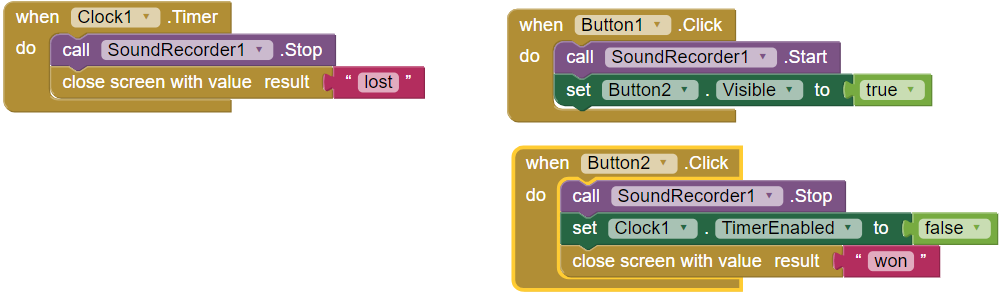 when Clock1 .Timer
do call SoundRecorder1 .Stop
close screen with value result “ lost ”
when Button1 .Click
do call SoundRecorder1 .Start
set Button2 . Visible to true
when Button2 .Click
do call SoundRecorder1 .Stop
set Clock1 . TimerEnabled to false
close screen with value result “ won ”